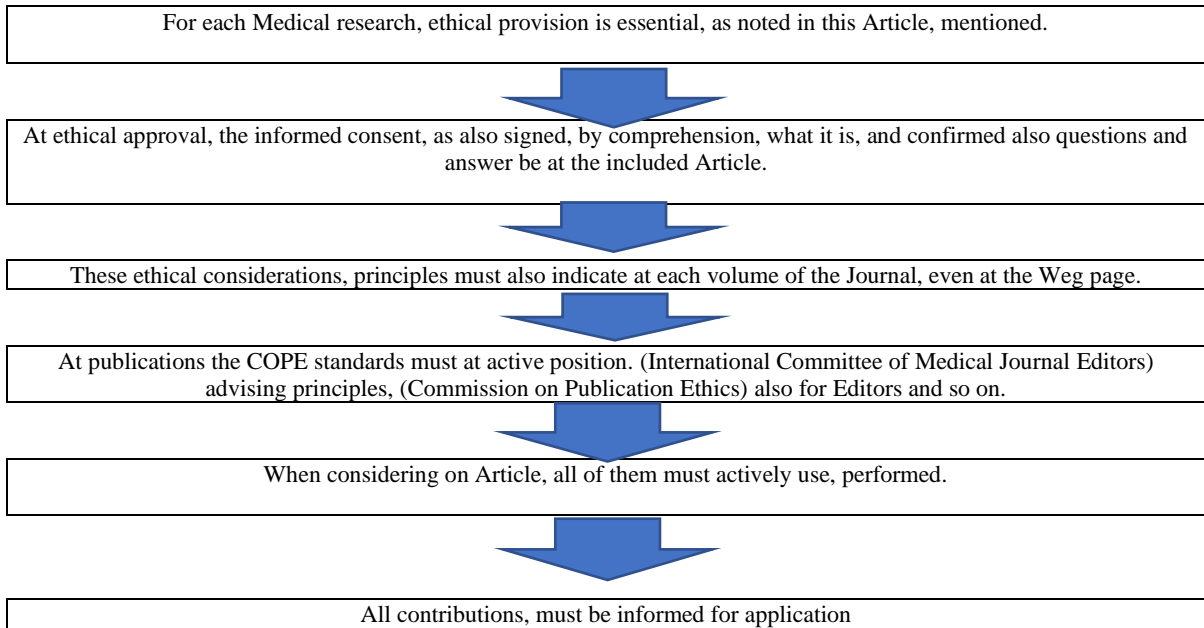 For each Medical research, ethical provision is essential, as noted in this Article, mentioned.
At ethical approval, the informed consent, as also signed, by comprehension, what it is, and confirmed also questions and
answer be at the included Article.
These ethical considerations, principles must also indicate at each volume of the Journal, even at the Weg page.
At publications the COPE standards must at active position. (International Committee of Medical Journal Editors)
advising principles, (Commission on Publication Ethics) also for Editors and so on.
When considering on Article, all of them must actively use, performed.
All contributions, must be informed for application